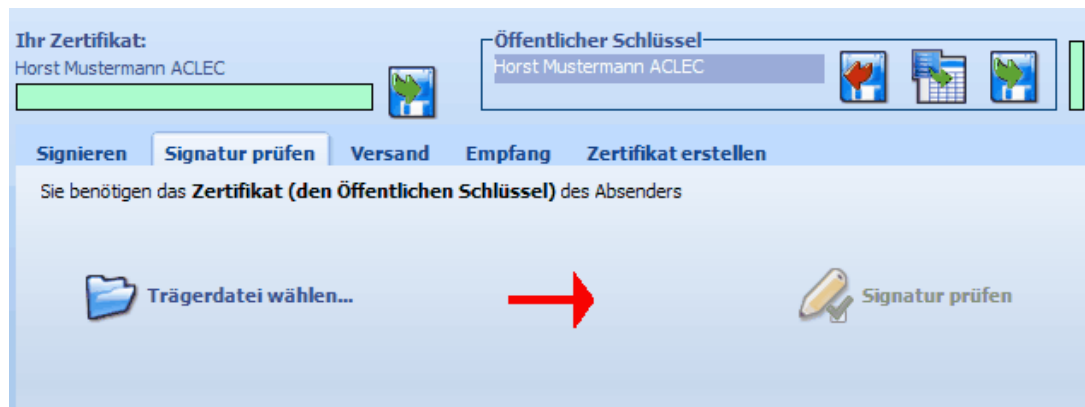 Ihr Zertifikat:
Horst Mustermann ACLEC
Öffentlicher Schlüssel
Horst Mustermann ACLEC
Signieren Signatur prüfen Versand Empfang Zertifikat erstellen
Sie benötigen das Zertifikat (den Öffentlichen Schlüssel) des Absenders
Trägerdatei wählen... Signatur prüfen